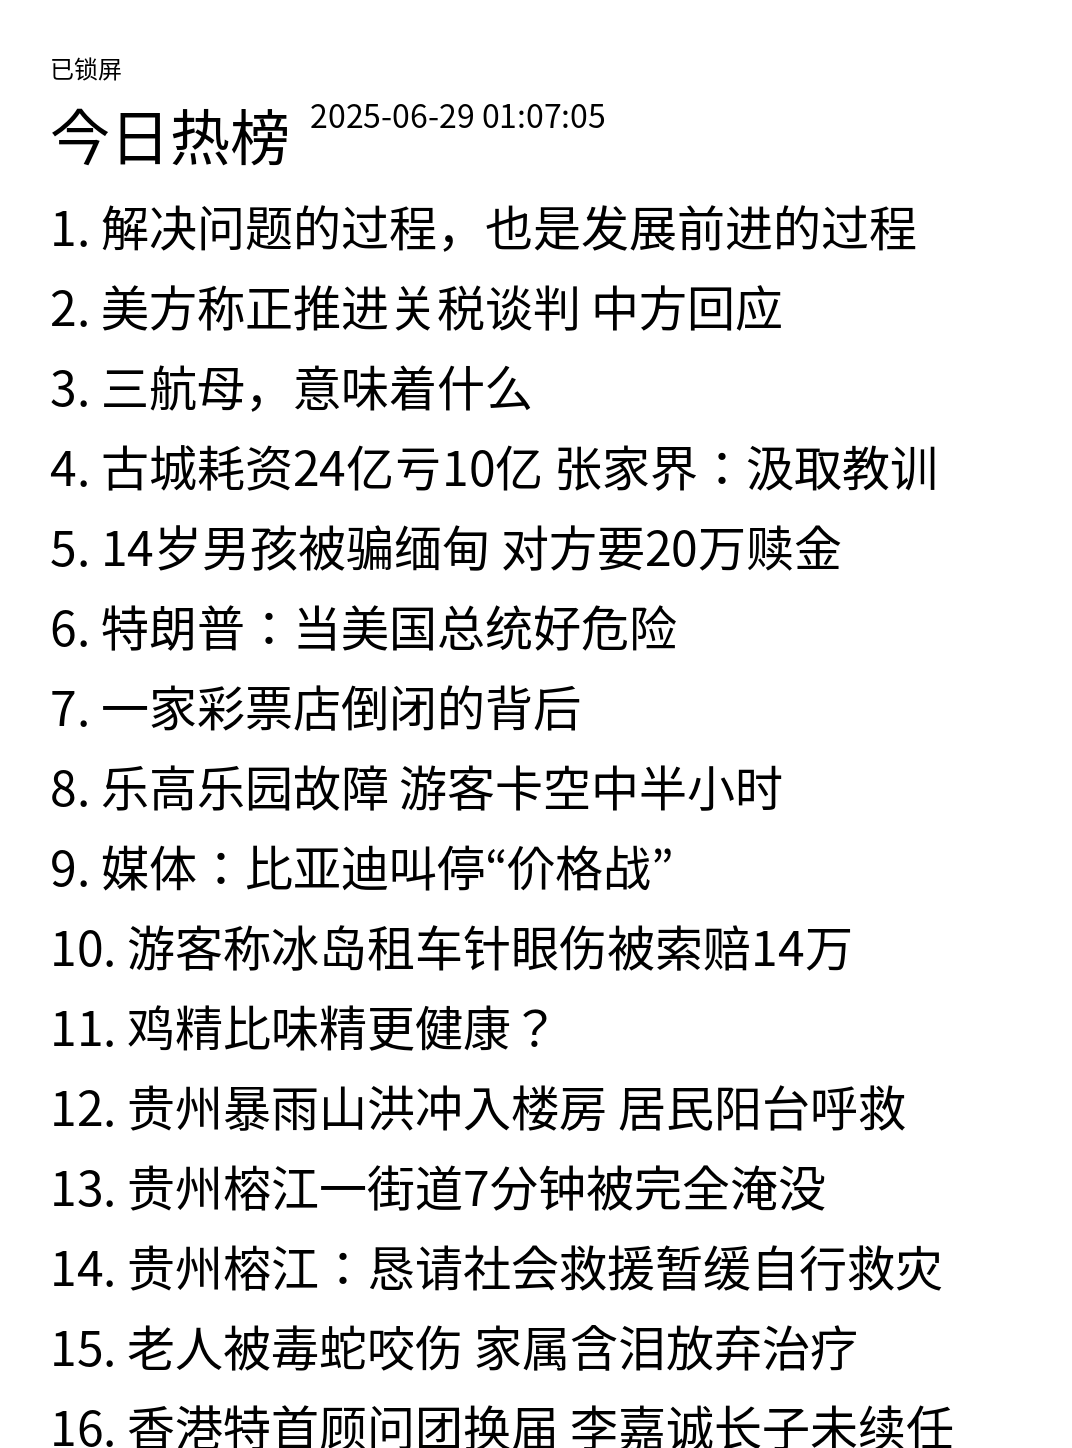 已锁屏
今日热榜 2025-06-29 01:07:05
1. 解决问题的过程，也是发展前进的过程
2. 美方称正推进关税谈判 中方回应
3. 三航母，意味着什么
4. 古城耗资24亿亏10亿 张家界：汲取教训
5. 14岁男孩被骗缅甸 对方要20万赎金
6. 特朗普：当美国总统好危险
7. 一家彩票店倒闭的背后
8. 乐高乐园故障 游客卡空中半小时
9. 媒体：比亚迪叫停“价格战”
10. 游客称冰岛租车针眼伤被索赔14万
11. 鸡精比味精更健康？
12. 贵州暴雨山洪冲入楼房 居民阳台呼救
13. 贵州榕江一街道7分钟被完全淹没
14. 贵州榕江：恳请社会救援暂缓自行救灾
15. 老人被毒蛇咬伤 家属含泪放弃治疗
16. 香港特首顾问团换届 李嘉诚长子未续任